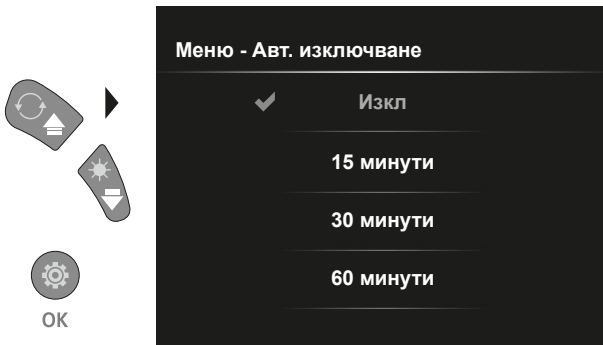 Меню - Авт. изключване
Изкл
15 минути
30 минути
60 минути
OK